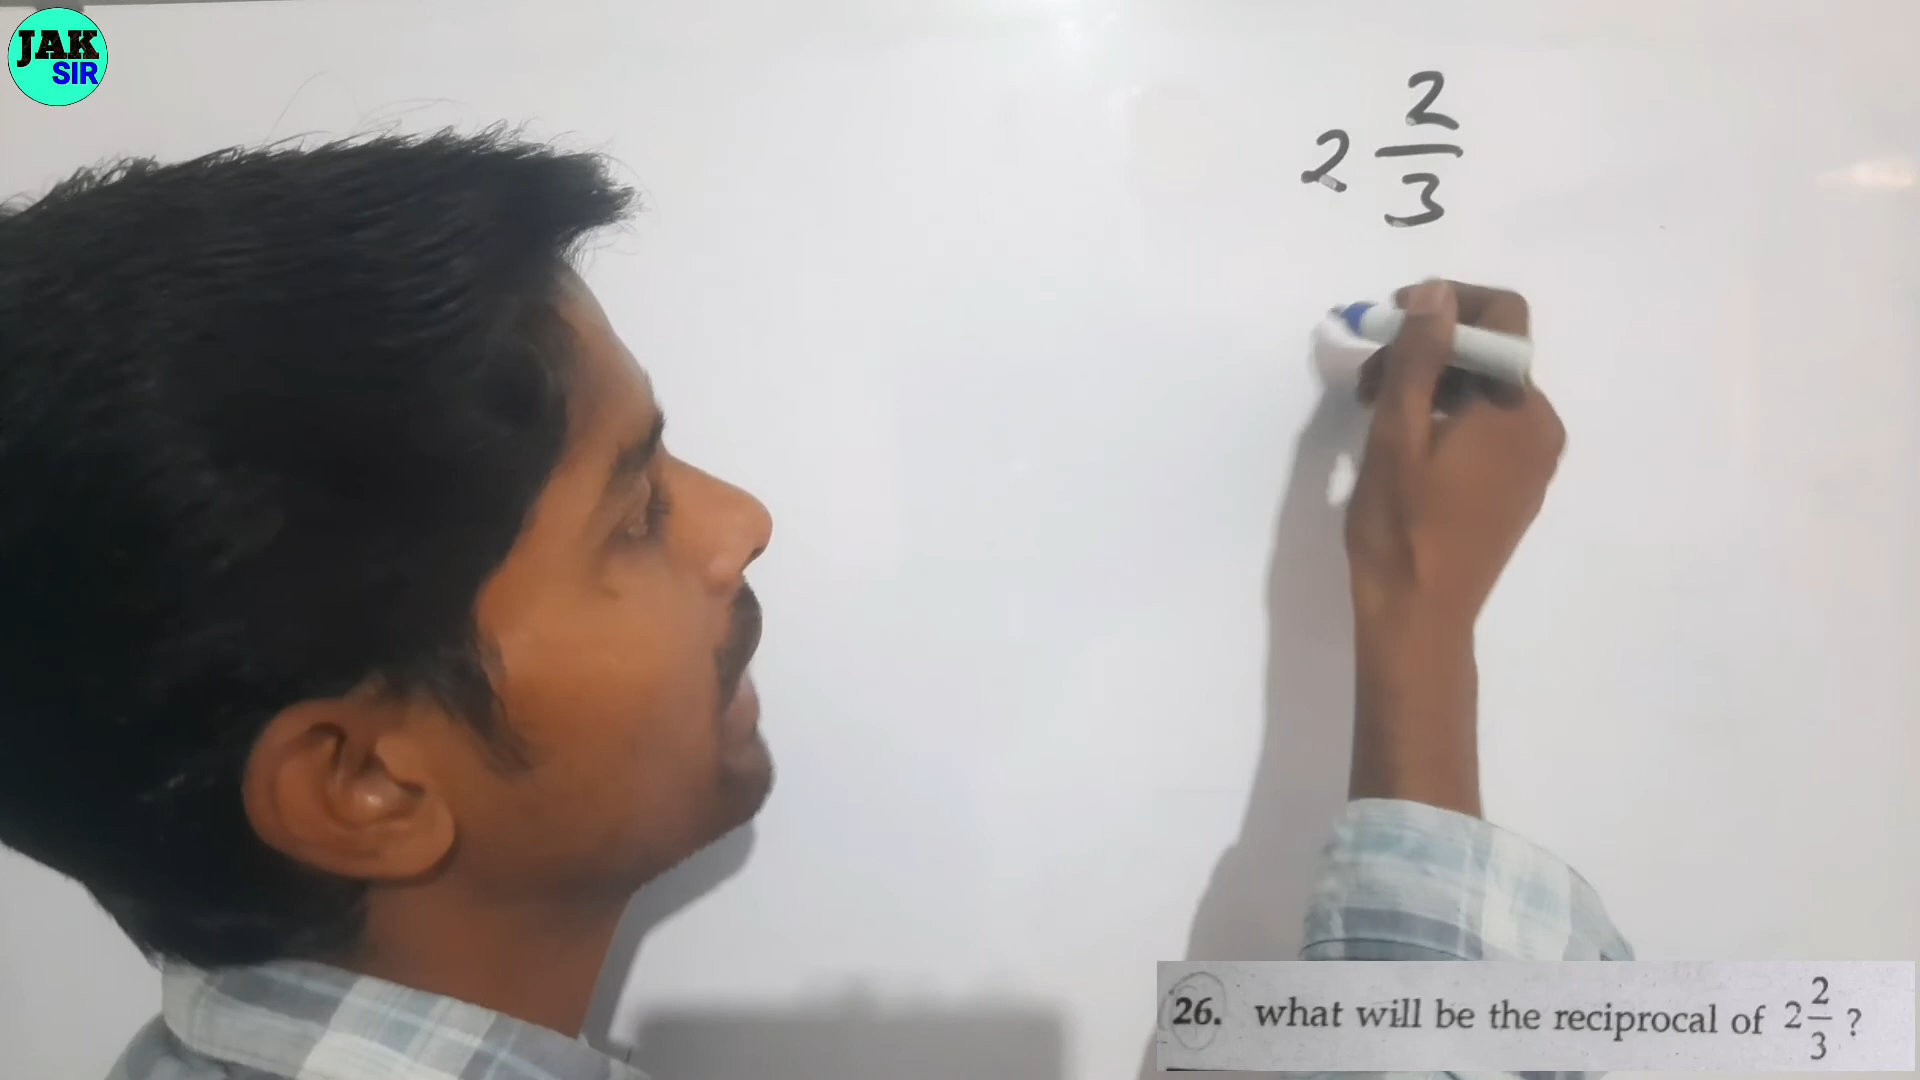 JAK
SIR
2 2/3
26. what will be the reciprocal of 2 2/3 ?